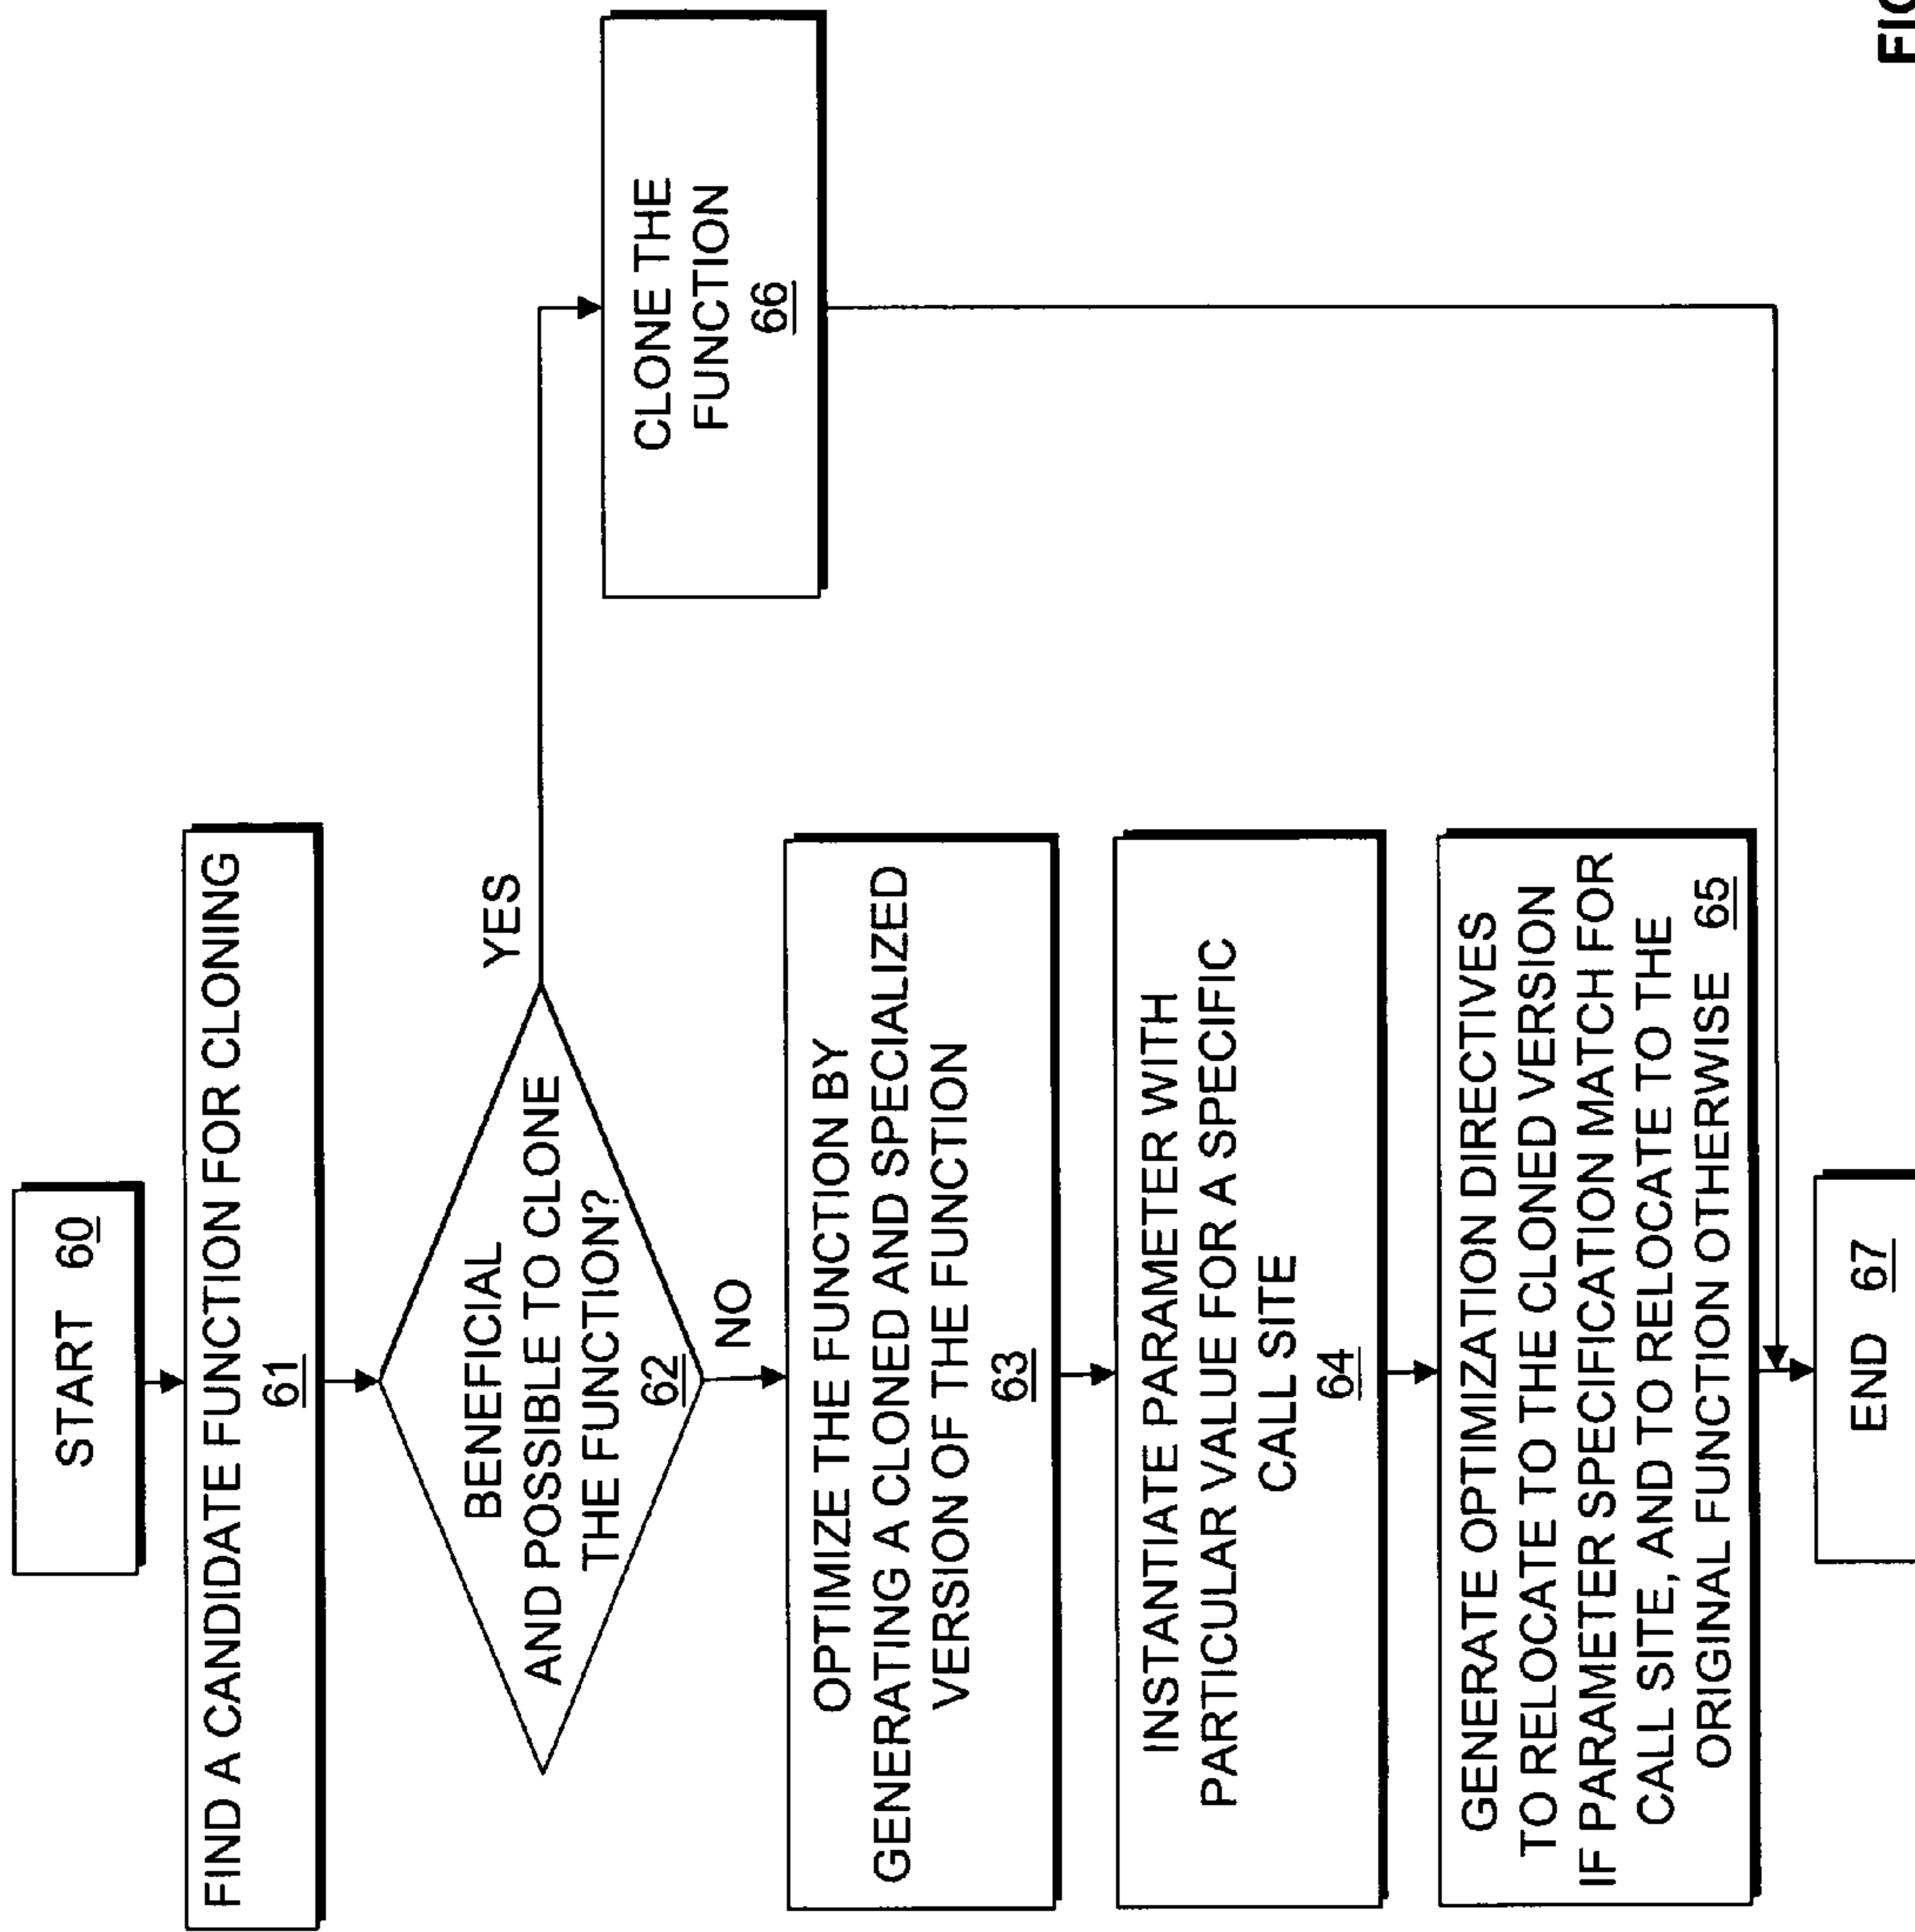 START 60
FIND A CANDIDATE FUNCTION FOR CLONING
61
BENEFICIAL
AND POSSIBLE TO CLONE
THE FUNCTION?
62
YES
NO
CLONE THE
FUNCTION
66
OPTIMIZE THE FUNCTION BY
GENERATING A CLONED AND SPECIALIZED
VERSION OF THE FUNCTION
63
INSTANTIATE PARAMETER WITH
PARTICULAR VALUE FOR A SPECIFIC
CALL SITE
64
GENERATE OPTIMIZATION DIRECTIVES
TO RELOCATE TO THE CLONED VERSION
IF PARAMETER SPECIFICATION MATCH FOR
CALL SITE, AND TO RELOCATE TO THE
ORIGINAL FUNCTION OTHERWISE 65
END 67